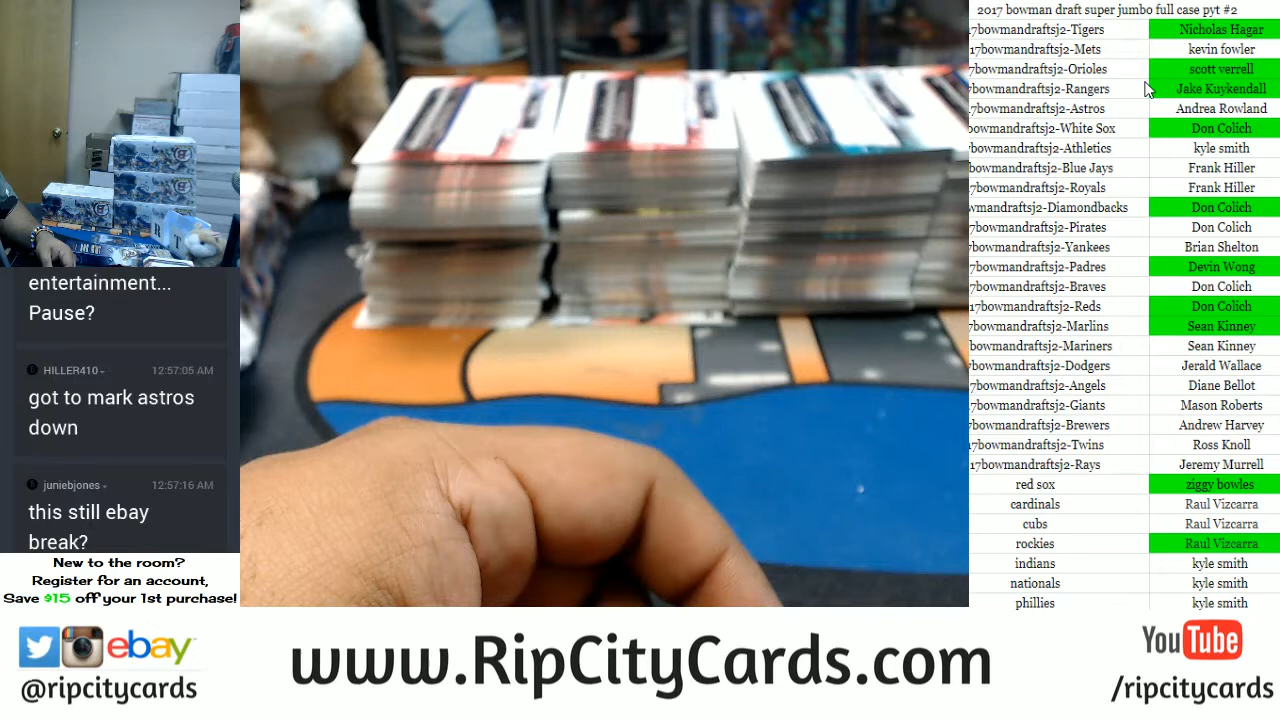 entertainment...
Pause?
HILLER410
12:57:05 AM
got to mark astros
down
juniebjones
12:57:16 AM
this still ebay
break?
New to the room?
Register for an account,
Save $15 off your 1st purchase!
2017 bowman draft super jumbo full case pyt #2
7bowmandraftsj2-Tigers Nicholas Hagar
17bowmandraftsj2-Mets kevin fowler
7bowmandraftsj2-Orioles scott verrell
7bowmandraftsj2-Rangers Jake Kuykendall
17bowmandraftsj2-Astros Andrea Rowland
bowmandraftsj2-White Sox Don Colich
7bowmandraftsj2-Athletics kyle smith
bowmandraftsj2-Blue Jays Frank Hiller
7bowmandraftsj2-Royals Frank Hiller
wmandraftsj2-Diamondbacks Don Colich
7bowmandraftsj2-Pirates Don Colich
7bowmandraftsj2-Yankees Brian Shelton
7bowmandraftsj2-Padres Devin Wong
7bowmandraftsj2-Braves Don Colich
17bowmandraftsj2-Reds Don Colich
7bowmandraftsj2-Marlins Sean Kinney
7bowmandraftsj2-Mariners Sean Kinney
7bowmandraftsj2-Dodgers Jerald Wallace
7bowmandraftsj2-Angels Diane Bellot
7bowmandraftsj2-Giants Mason Roberts
7bowmandraftsj2-Brewers Andrew Harvey
7bowmandraftsj2-Twins Ross Knoll
17bowmandraftsj2-Rays Jeremy Murrell
red sox ziggy bowles
cardinals Raul Vizcarra
cubs Raul Vizcarra
rockies Raul Vizcarra
indians kyle smith
nationals kyle smith
phillies kyle smith
ebay
@ripcitycards
www.RipCityCards.com
YouTube
/ripcitycards